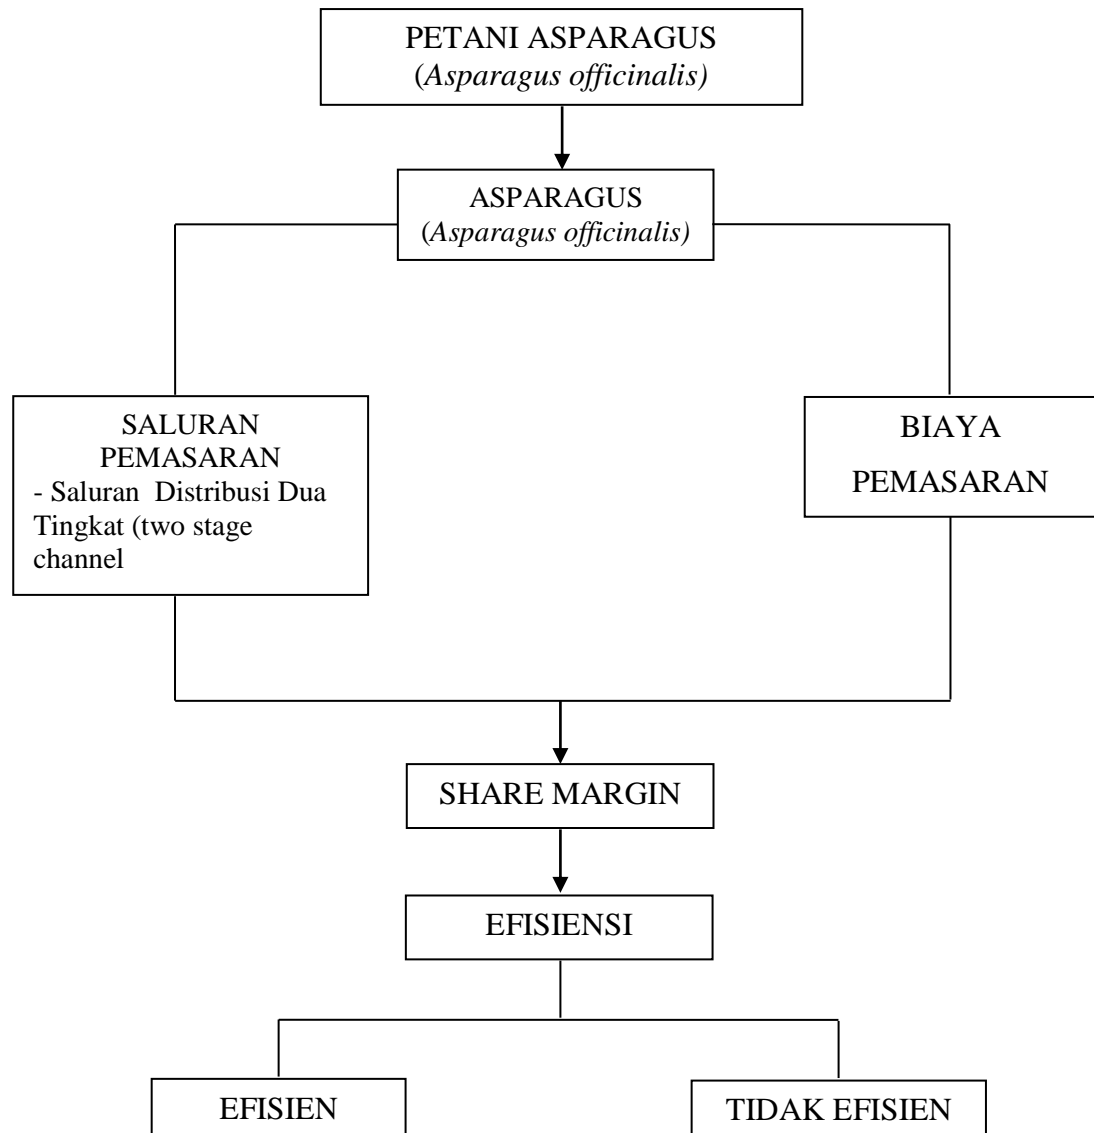 PETANI ASPARAGUS
(Asparagus officinalis)
ASPARAGUS
(Asparagus officinalis)
SALURAN
PEMASARAN
- Saluran Distribusi Dua
Tingkat (two stage
channel
BIAYA
PEMASARAN
SHARE MARGIN
EFISIENSI
EFISIEN
TIDAK EFISIEN